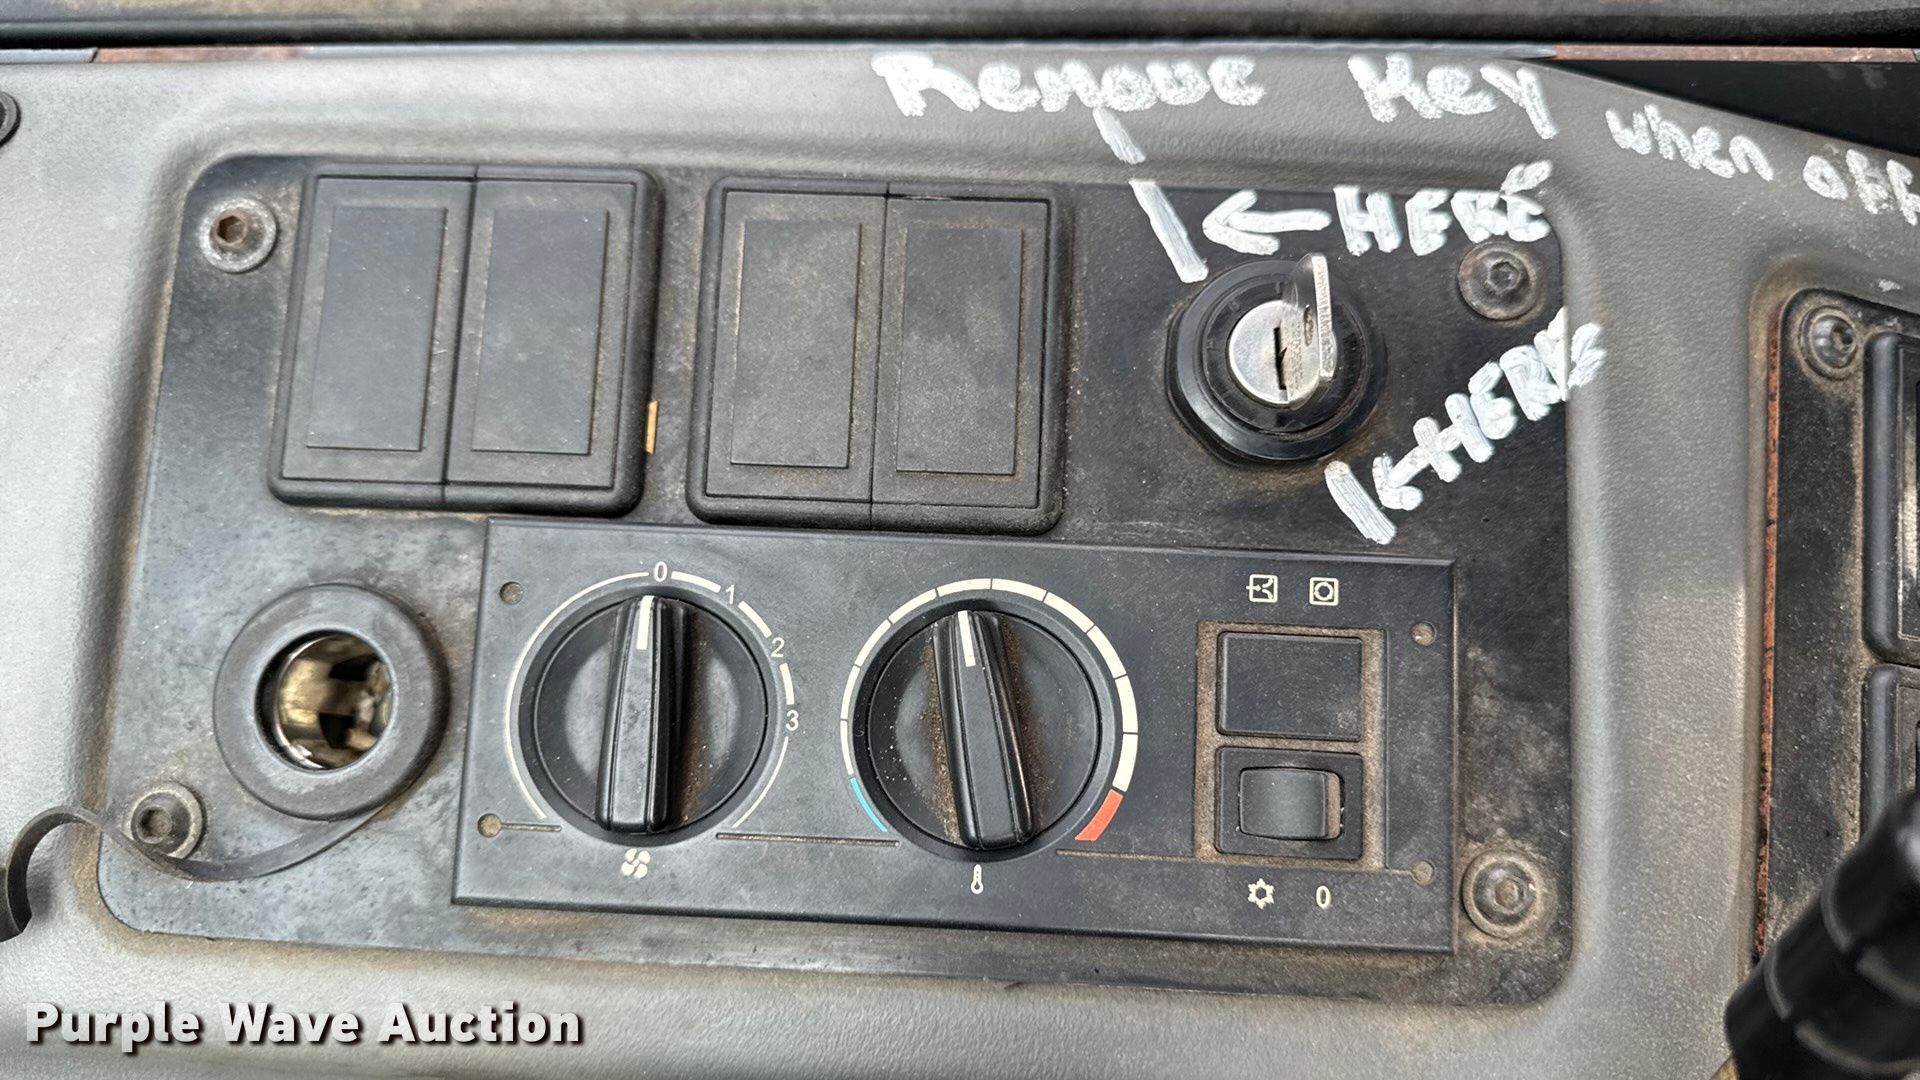 Remove Key when off
HERE
HERE
0
1
2
3
0
Purple Wave Auction